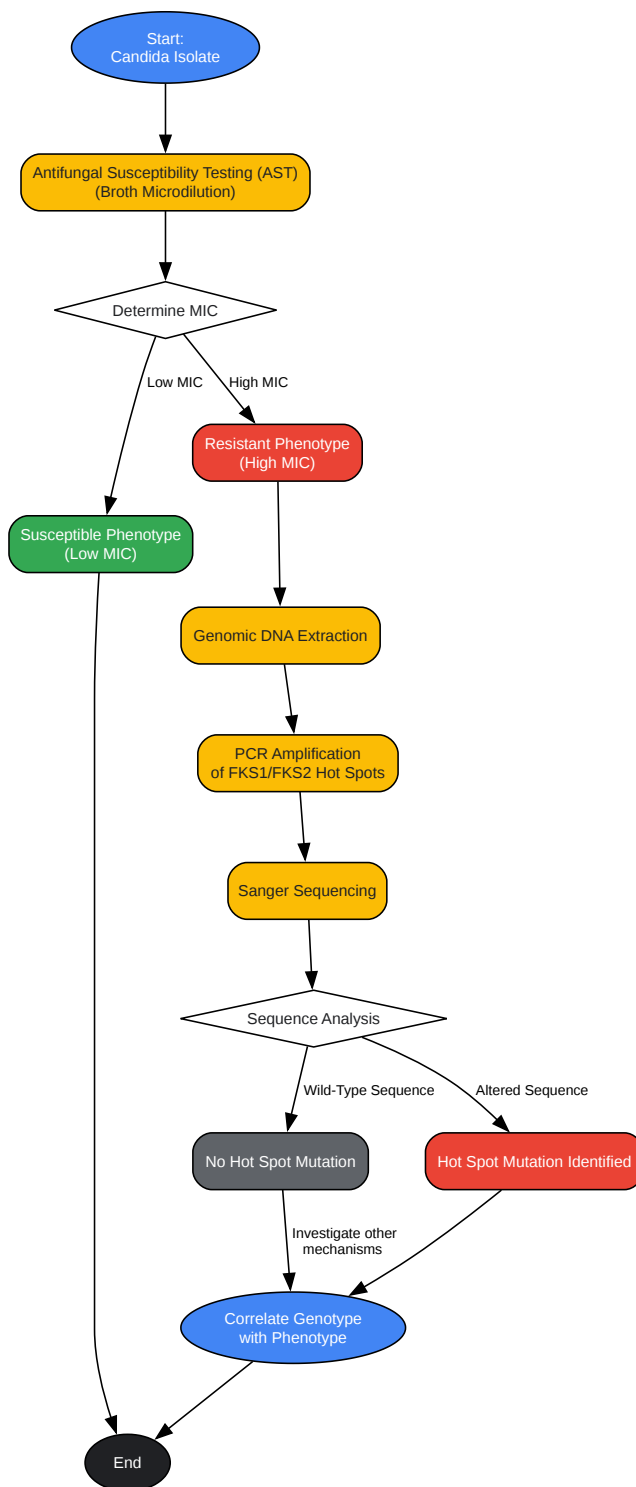 Start:
Candida Isolate
Antifungal Susceptibility Testing (AST)
(Broth Microdilution)
Determine MIC
Low MIC
High MIC
Resistant Phenotype
(High MIC)
Susceptible Phenotype
(Low MIC)
Genomic DNA Extraction
PCR Amplification
of FKS1/FKS2 Hot Spots
Sanger Sequencing
Sequence Analysis
Wild-Type Sequence
Altered Sequence
No Hot Spot Mutation
Hot Spot Mutation Identified
Investigate other
mechanisms
Correlate Genotype
with Phenotype
End